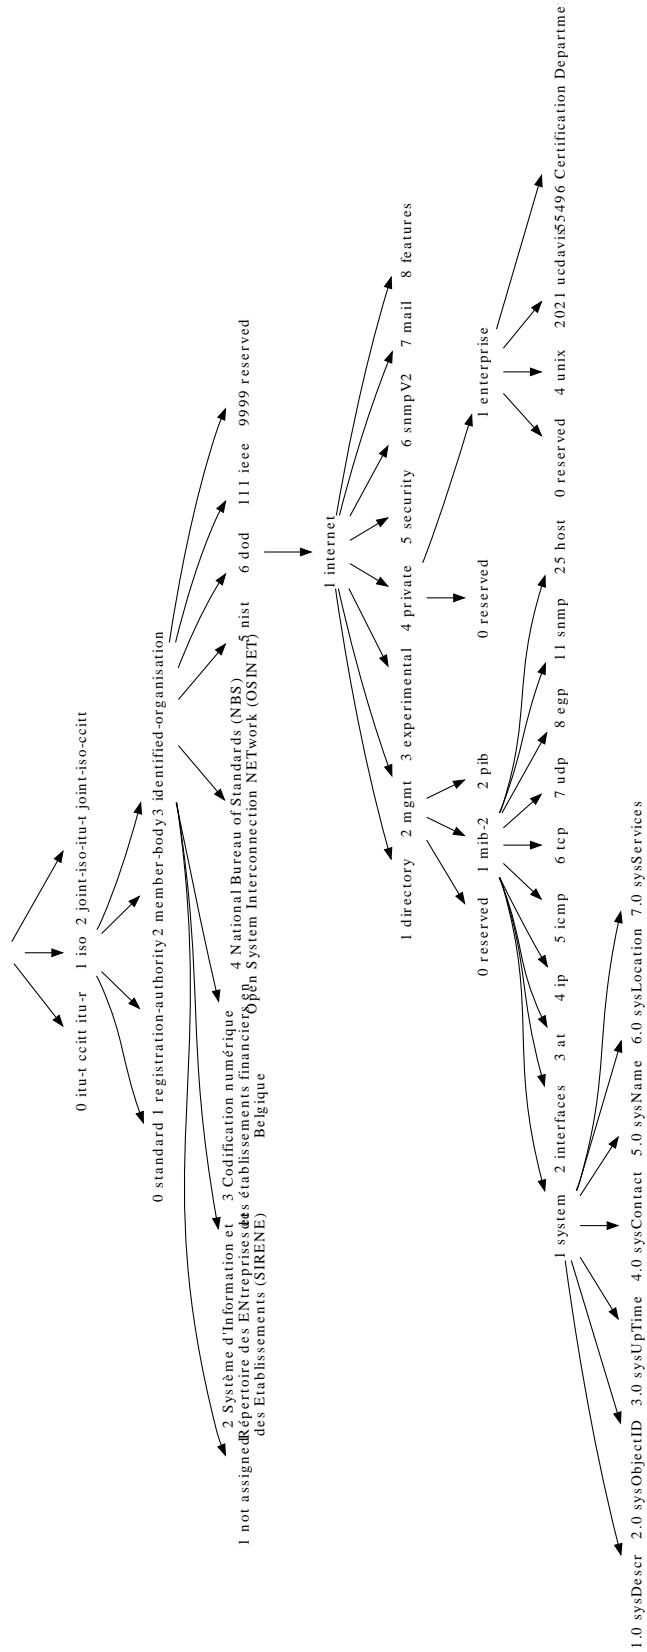 0 itu-t ccitt itu-r
1 iso
2 joint-iso-itu-t joint-iso-ccitt
0 standard
1 registration-authority
2 member-body
3 identified-organisation
1 not assigned
2 Système d'Information et
Répertoire des ENtreprises et
des Etablissements (SIRENE)
3 Codification numérique
des établissements financiers en
Belgique
4 National Bureau of Standards (NBS)
Open System Interconnection NETwork (OSINET)
5 nist
6 dod
111 ieee
9999 reserved
1 internet
1 directory
2 mgmt
3 experimental
4 private
5 security
6 snmpV2
7 mail
8 features
0 reserved
1 mib-2
2 pib
0 reserved
1 enterprise
1 system
2 interfaces
3 at
4 ip
5 icmp
6 tcp
7 udp
8 egp
11 snmp
25 host
0 reserved
4 unix
2021 ucdavis
55496 Certification Departme
1.0 sysDescr
2.0 sysObjectID
3.0 sysUpTime
4.0 sysContact
5.0 sysName
6.0 sysLocation
7.0 sysServices